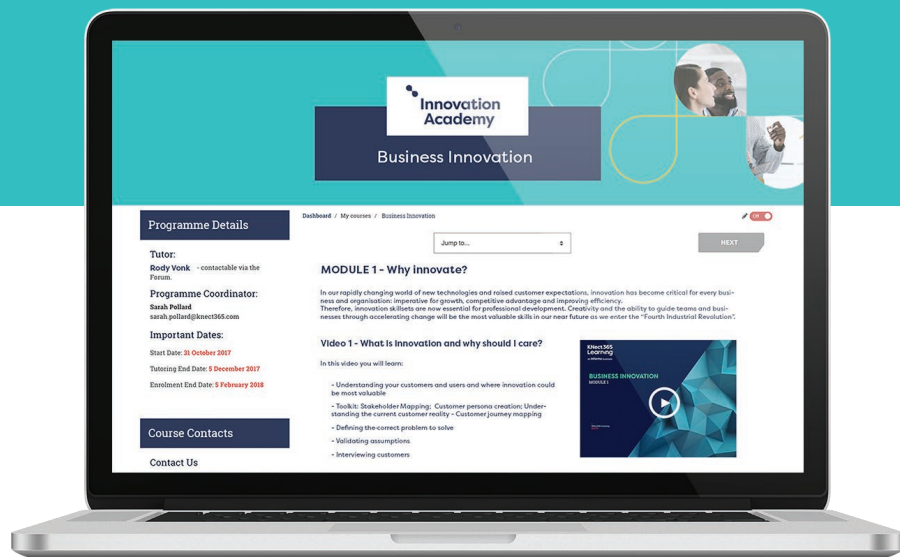 Innovation
Academy
Business Innovation
Programme Details
Tutor:
Rody Vonk - contactable via the
Forum.
Programme Coordinator:
Sarah Pollard
sarah.pollard@knect365.com
Important Dates:
Start Date: 31 October 2017
Tutoring End Date: 5 December 2017
Enrolment End Date: 5 February 2018
Course Contacts
Contact Us
Dashboard / My courses / Business Innovation
Off
Jump to...
NEXT
MODULE 1 - Why innovate?
In our rapidly changing world of new technologies and raised customer expectations, innovation has become critical for every busi-
ness and organisation: imperative for growth, competitive advantage and improving efficiency.
Therefore, innovation skillsets are now essential for professional development. Creativity and the ability to guide teams and busi-
nesses through accelerating change will be the most valuable skills in our near future as we enter the "Fourth Industrial Revolution".
Video 1 - What is Innovation and why should I care?
In this video you will learn:
- Understanding your customers and users and where innovation could
be most valuable
- Toolkit: Stakeholder Mapping; Customer persona creation; Under-
standing the current customer reality - Customer journey mapping
- Defining the correct problem to solve
- Validating assumptions
- Interviewing customers
KNect365
Learning
BUSINESS INNOVATION
MODULE 1